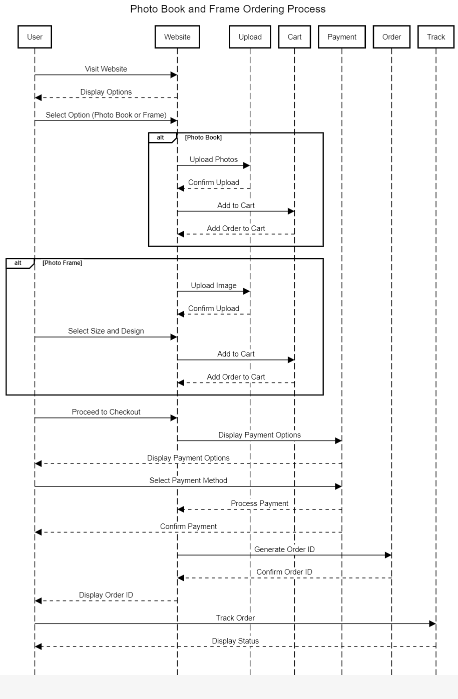 Photo Book and Frame Ordering Process
User Website Upload Cart Payment Order Track
Visit Website
Display Options
Select Option (Photo Book or Frame)
alt [Photo Book]
Upload Photos
Confirm Upload
Add to Cart
Add Order to Cart
alt [Photo Frame]
Upload Image
Confirm Upload
Select Size and Design
Add to Cart
Add Order to Cart
Proceed to Checkout
Display Payment Options
Display Payment Options
Select Payment Method
Process Payment
Confirm Payment
Generate Order ID
Confirm Order ID
Display Order ID
Track Order
Display Status